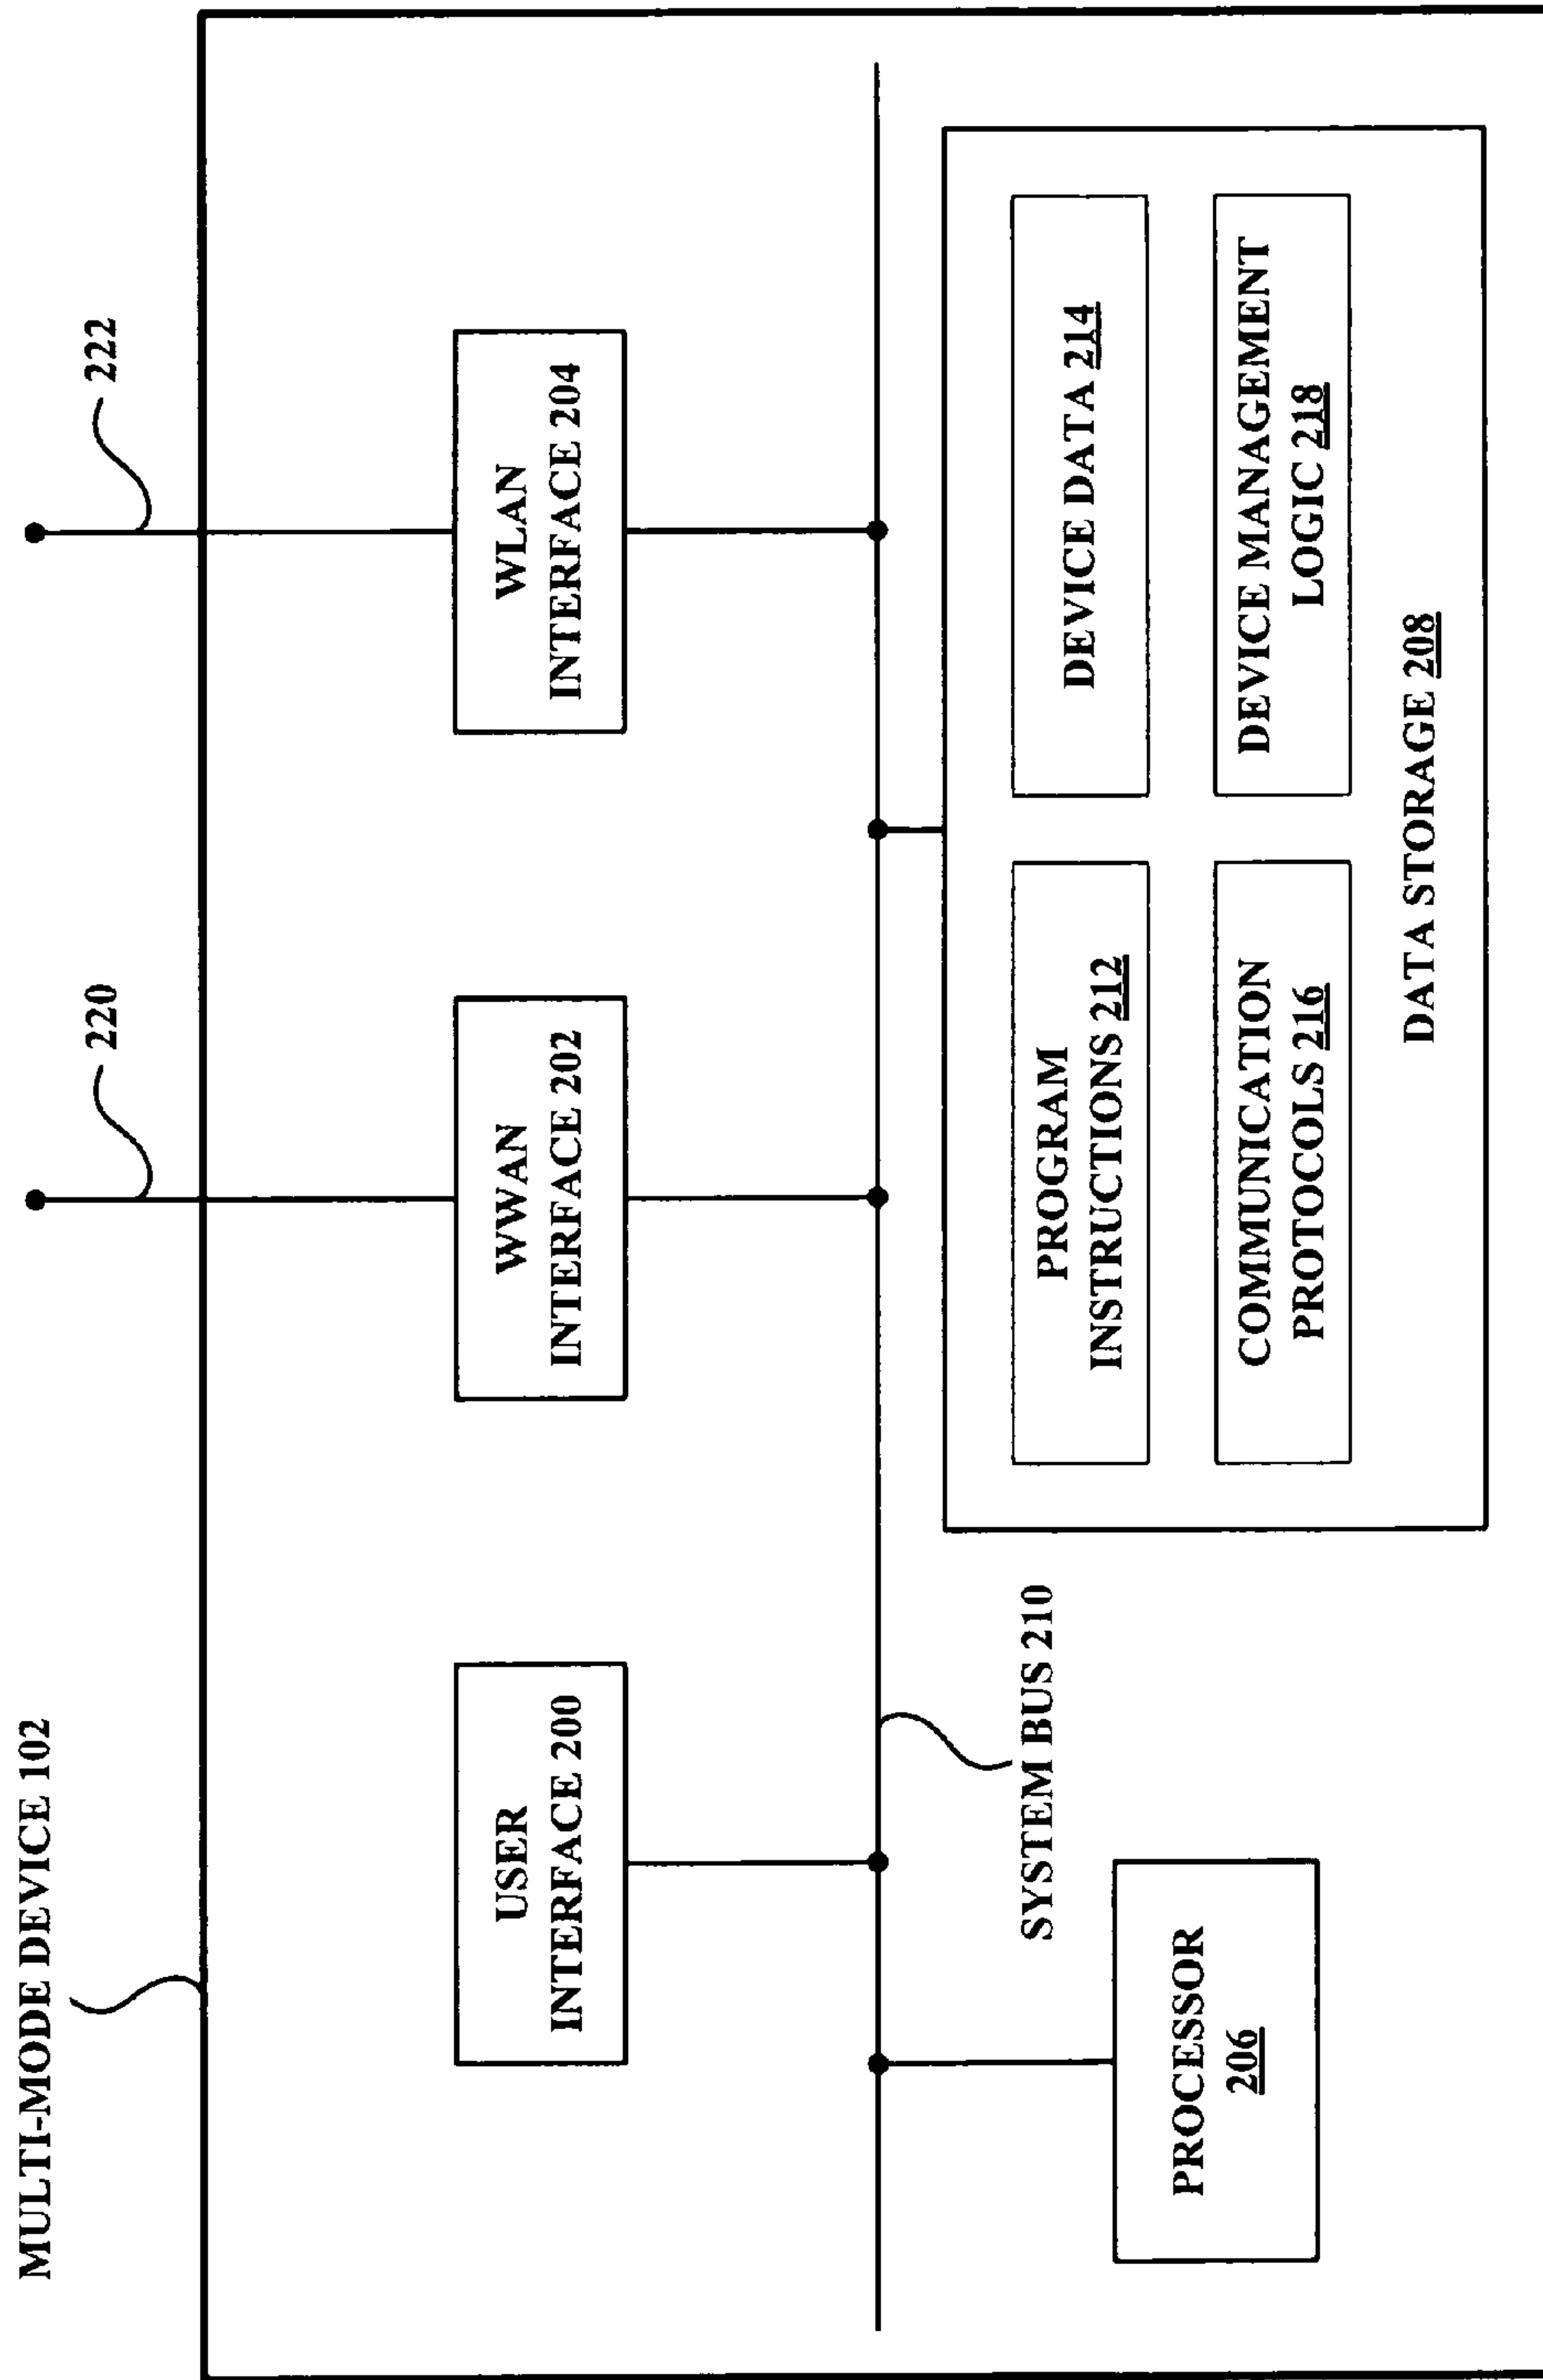 MULTI-MODE DEVICE 102
220
222
USER
INTERFACE 200
WWAN
INTERFACE 202
WLAN
INTERFACE 204
SYSTEM BUS 210
PROCESSOR
206
PROGRAM
INSTRUCTIONS 212
DEVICE DATA 214
COMMUNICATION
PROTOCOLS 216
DEVICE MANAGEMENT
LOGIC 218
DATA STORAGE 208